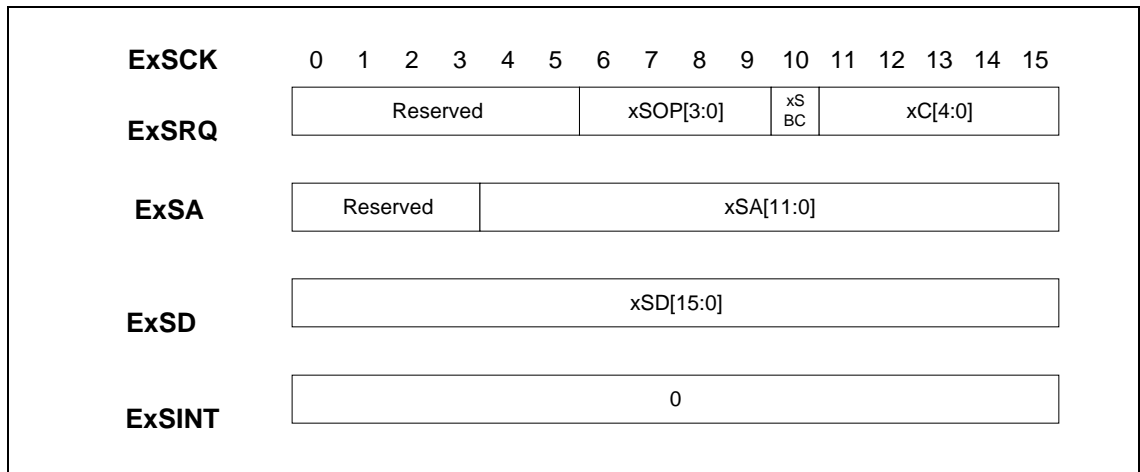 ExSCK 0 1 2 3 4 5 6 7 8 9 10 11 12 13 14 15
ExSRQ Reserved xSOP[3:0] xS BC xC[4:0]
ExSA Reserved xSA[11:0]
ExSD xSD[15:0]
ExSINT 0